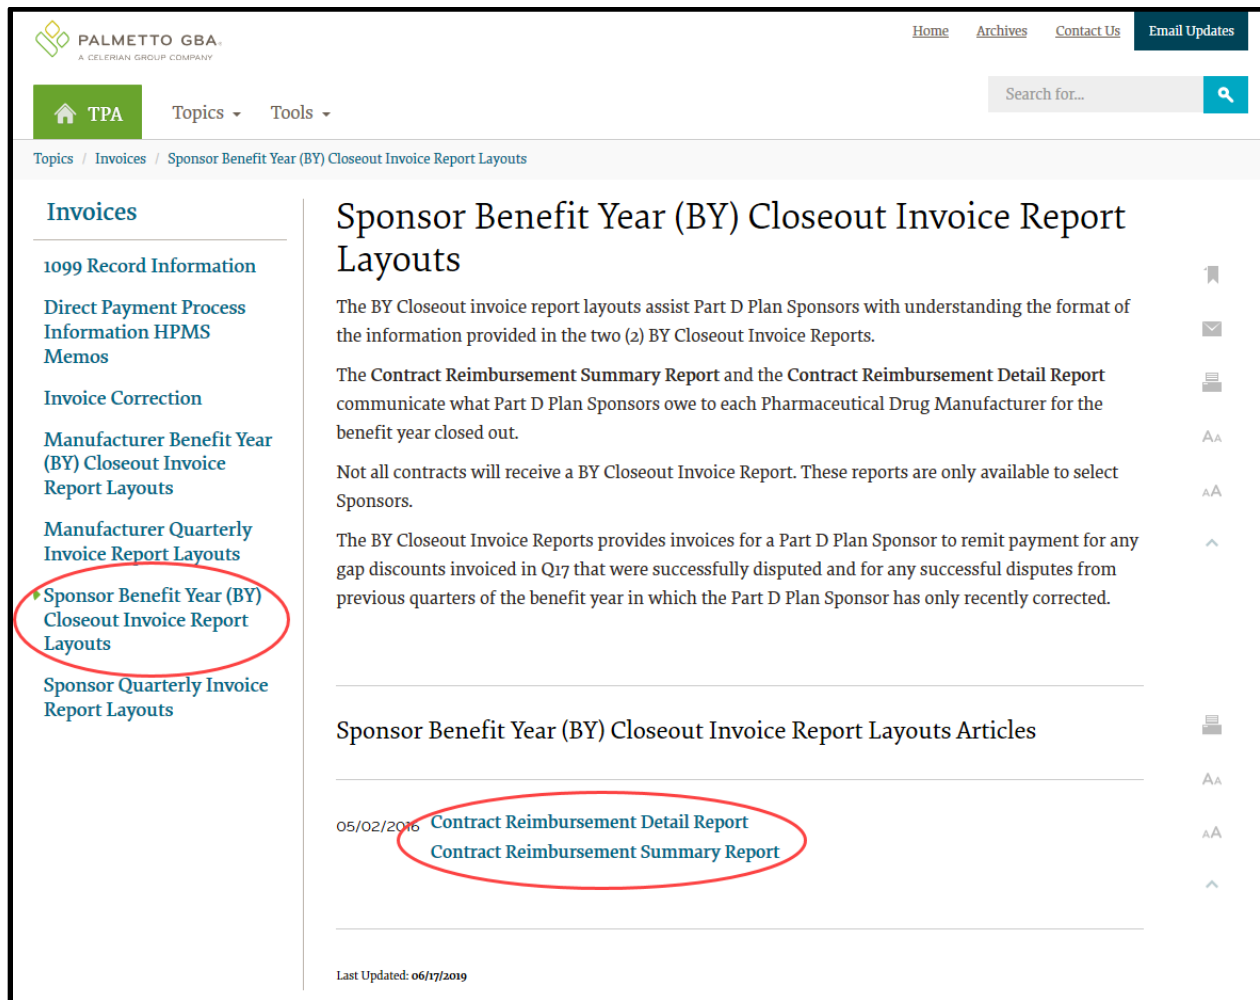 PALMETTO GBA.
A CELERIAN GROUP COMPANY
Home Archives Contact Us Email Updates
TPA Topics Tools
Search for...
Topics / Invoices / Sponsor Benefit Year (BY) Closeout Invoice Report Layouts
Invoices
1099 Record Information
Direct Payment Process
Information HPMS
Memos
Invoice Correction
Manufacturer Benefit Year
(BY) Closeout Invoice
Report Layouts
Manufacturer Quarterly
Invoice Report Layouts
Sponsor Benefit Year (BY)
Closeout Invoice Report
Layouts
Sponsor Quarterly Invoice
Report Layouts
Sponsor Benefit Year (BY) Closeout Invoice Report
Layouts
The BY Closeout invoice report layouts assist Part D Plan Sponsors with understanding the format of
the information provided in the two (2) BY Closeout Invoice Reports.
The Contract Reimbursement Summary Report and the Contract Reimbursement Detail Report
communicate what Part D Plan Sponsors owe to each Pharmaceutical Drug Manufacturer for the
benefit year closed out.
Not all contracts will receive a BY Closeout Invoice Report. These reports are only available to select
Sponsors.
The BY Closeout Invoice Reports provides invoices for a Part D Plan Sponsor to remit payment for any
gap discounts invoiced in Q17 that were successfully disputed and for any successful disputes from
previous quarters of the benefit year in which the Part D Plan Sponsor has only recently corrected.
AA
AA
Sponsor Benefit Year (BY) Closeout Invoice Report Layouts Articles
05/02/2016 Contract Reimbursement Detail Report
Contract Reimbursement Summary Report
AA
AA
Last Updated: 06/17/2019